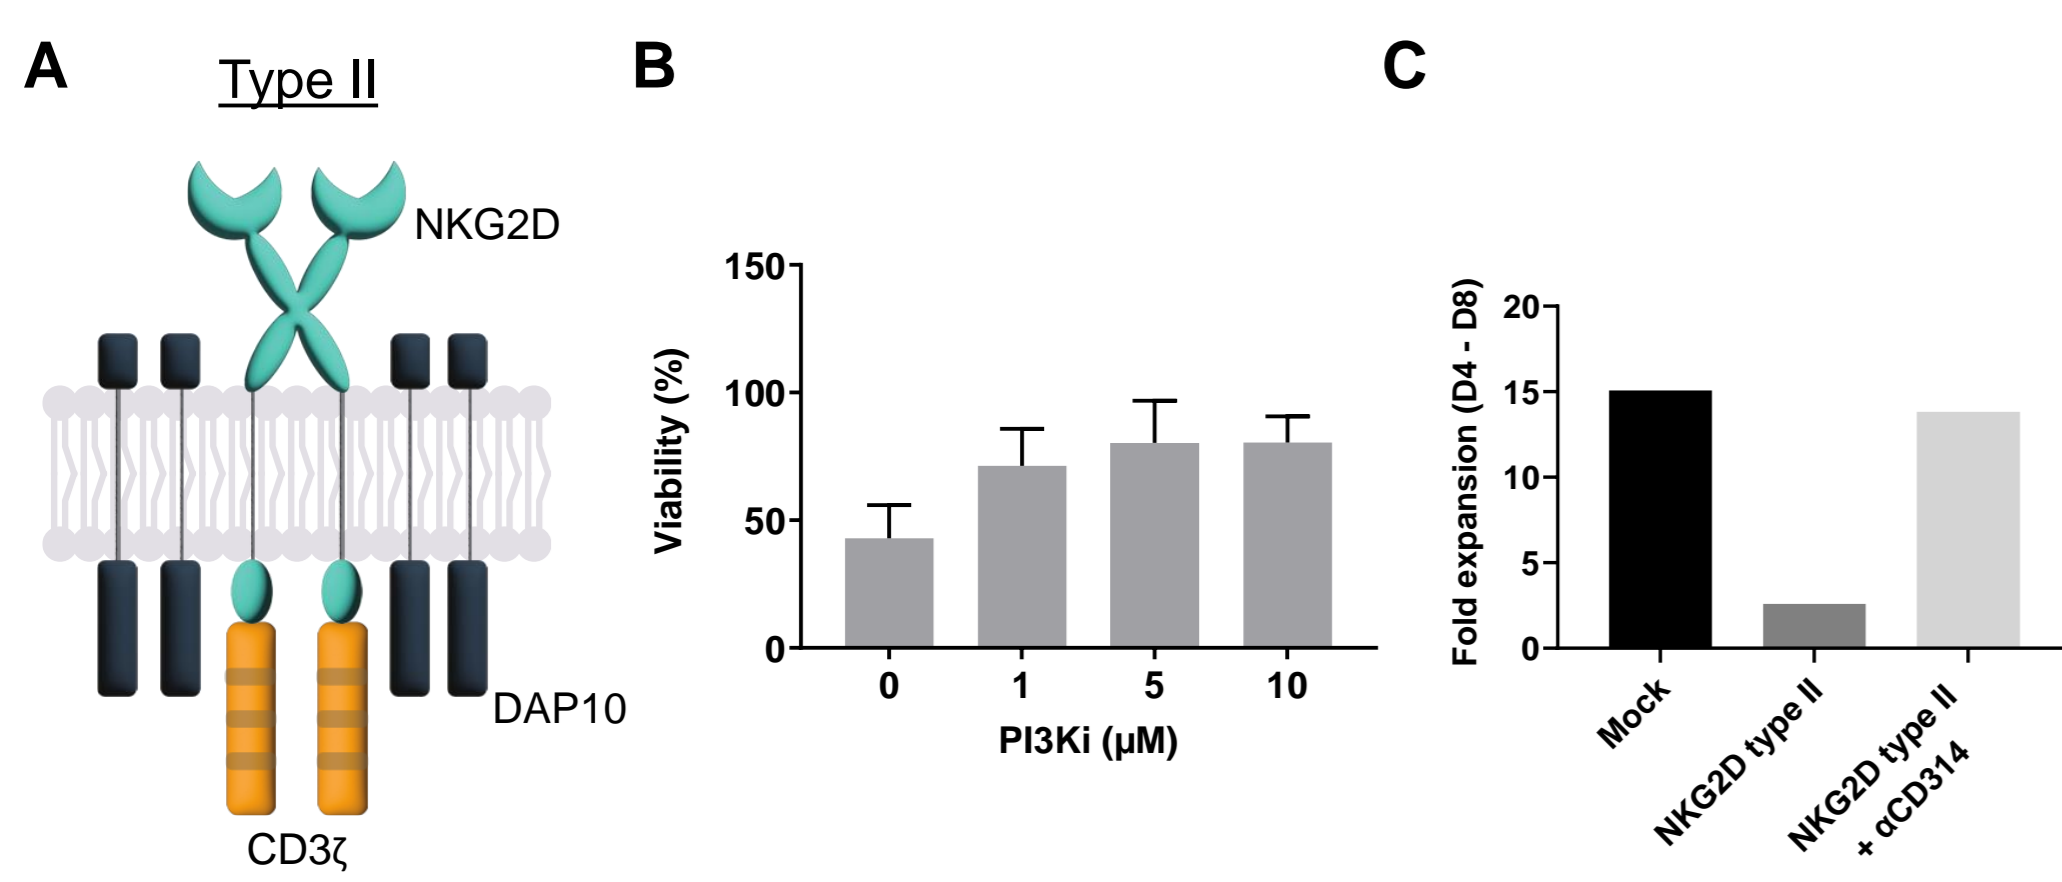 A
Type II
NKG2D
DAP10
CD3ζ
B
Viability (%)
150
100
50
0
0
1
5
10
PI3Ki (µM)
C
Fold expansion (D4 - D8)
20
15
10
5
0
Mock
NKG2D type II
NKG2D type II
+ αCD314